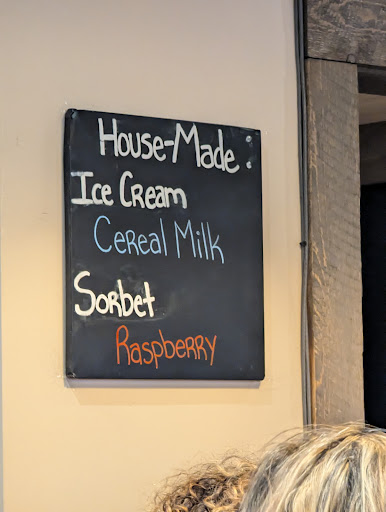 House-Made:
Ice Cream
Cereal Milk
Sorbet
Raspberry